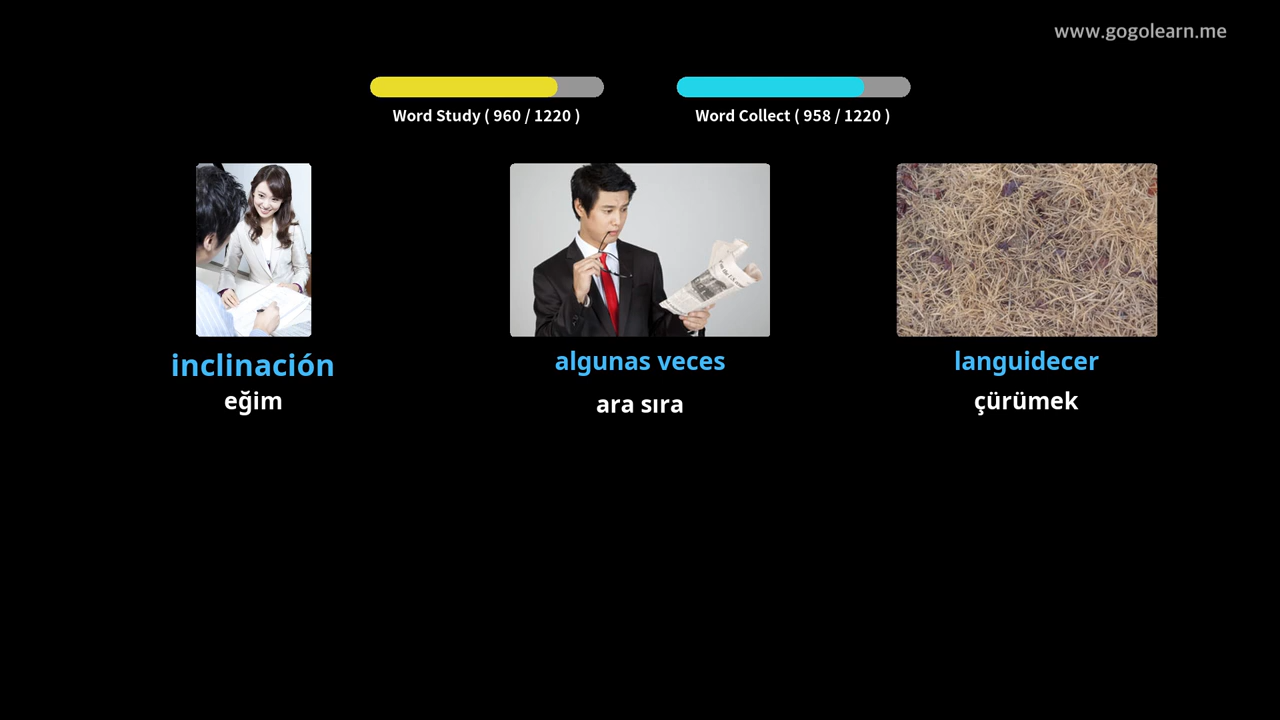 www.gogolearn.me
Word Study ( 960 / 1220 )
Word Collect ( 958 / 1220 )
inclinación
eğim
algunas veces
ara sıra
languidecer
çürümek